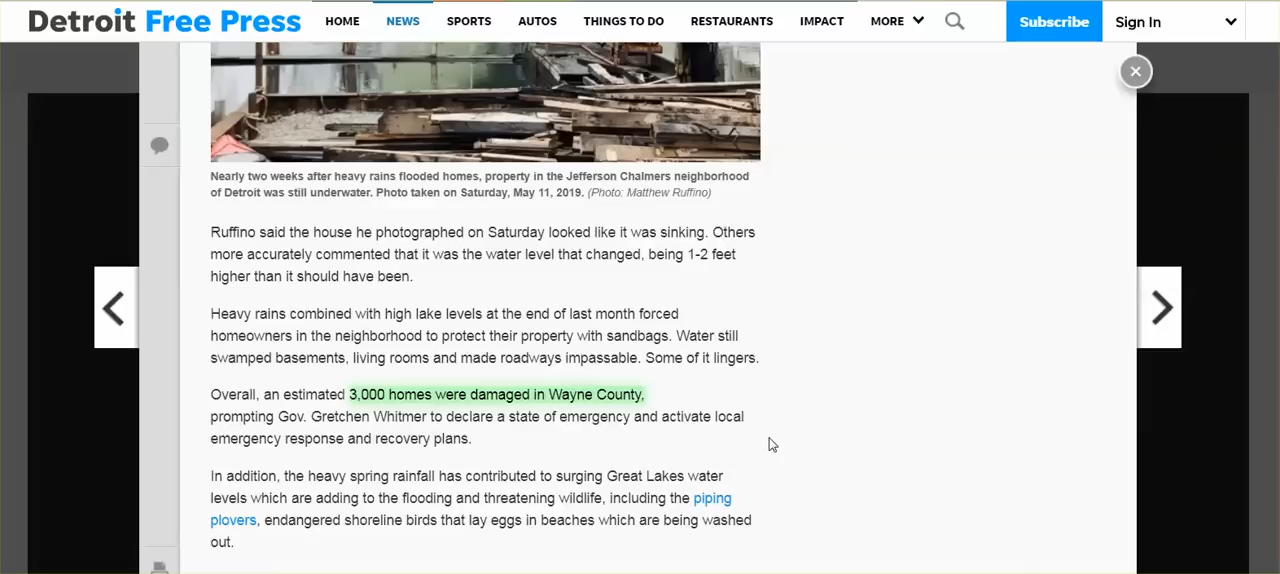 Detroit Free Press HOME NEWS SPORTS AUTOS THINGS TO DO RESTAURANTS IMPACT MORE Subscribe Sign In
Nearly two weeks after heavy rains flooded homes, property in the Jefferson Chalmers neighborhood
of Detroit was still underwater. Photo taken on Saturday, May 11, 2019. (Photo: Matthew Ruffino)
Ruffino said the house he photographed on Saturday looked like it was sinking. Others
more accurately commented that it was the water level that changed, being 1-2 feet
higher than it should have been.
Heavy rains combined with high lake levels at the end of last month forced
homeowners in the neighborhood to protect their property with sandbags. Water still
swamped basements, living rooms and made roadways impassable. Some of it lingers.
Overall, an estimated 3,000 homes were damaged in Wayne County,
prompting Gov. Gretchen Whitmer to declare a state of emergency and activate local
emergency response and recovery plans.
In addition, the heavy spring rainfall has contributed to surging Great Lakes water
levels which are adding to the flooding and threatening wildlife, including the piping
plovers, endangered shoreline birds that lay eggs in beaches which are being washed
out.